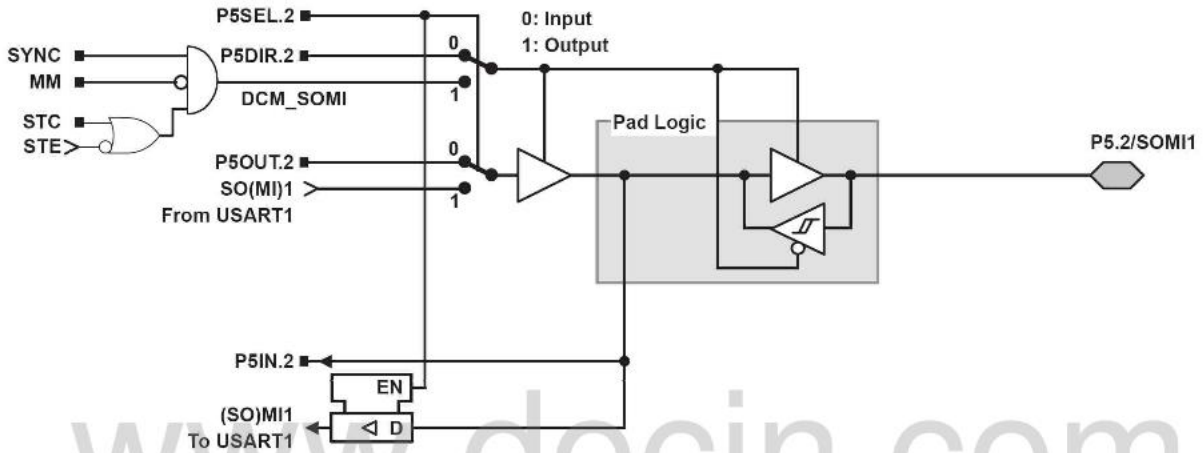 P5SEL.2
0: Input
1: Output
SYNC
P5DIR.2
0
MM
DCM_SOMI
1
STC
STE
Pad Logic
P5.2/SOMI1
P5OUT.2
0
SO(MI)1
1
From USART1
P5IN.2
EN
(SO)MI1
D
To USART1
www.docin.com